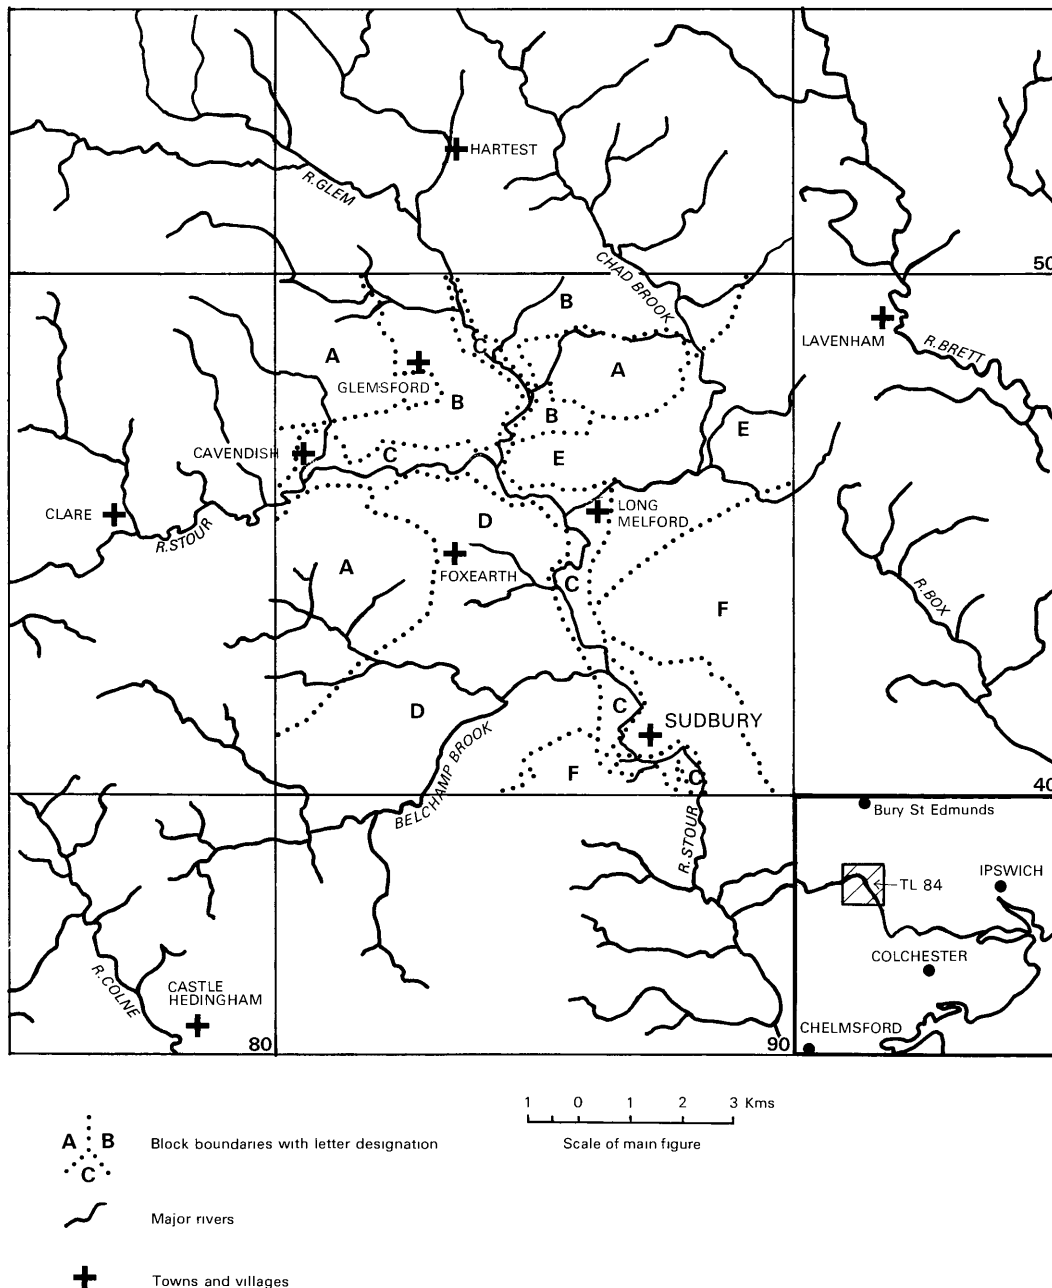 HARTEST
R. GLEM
CHAD BROOK
50
B
LAVENHAM
R. BRETT
C
A
A
GLEMSFORD
B
B
E
CAVENDISH
C
E
CLARE
R. STOUR
LONG
MELFORD
D
FOXEARTH
A
C
F
R. BOX
D
C
SUDBURY
BELCHAMP BROOK
F
C
40
R. STOUR
Bury St Edmunds
IPSWICH
TL 84
COLCHESTER
CHELMSFORD
R. COLNE
CASTLE
HEDINGHAM
80
90
1 0 1 2 3 Kms
Scale of main figure
A B
C
Block boundaries with letter designation
Major rivers
Towns and villages